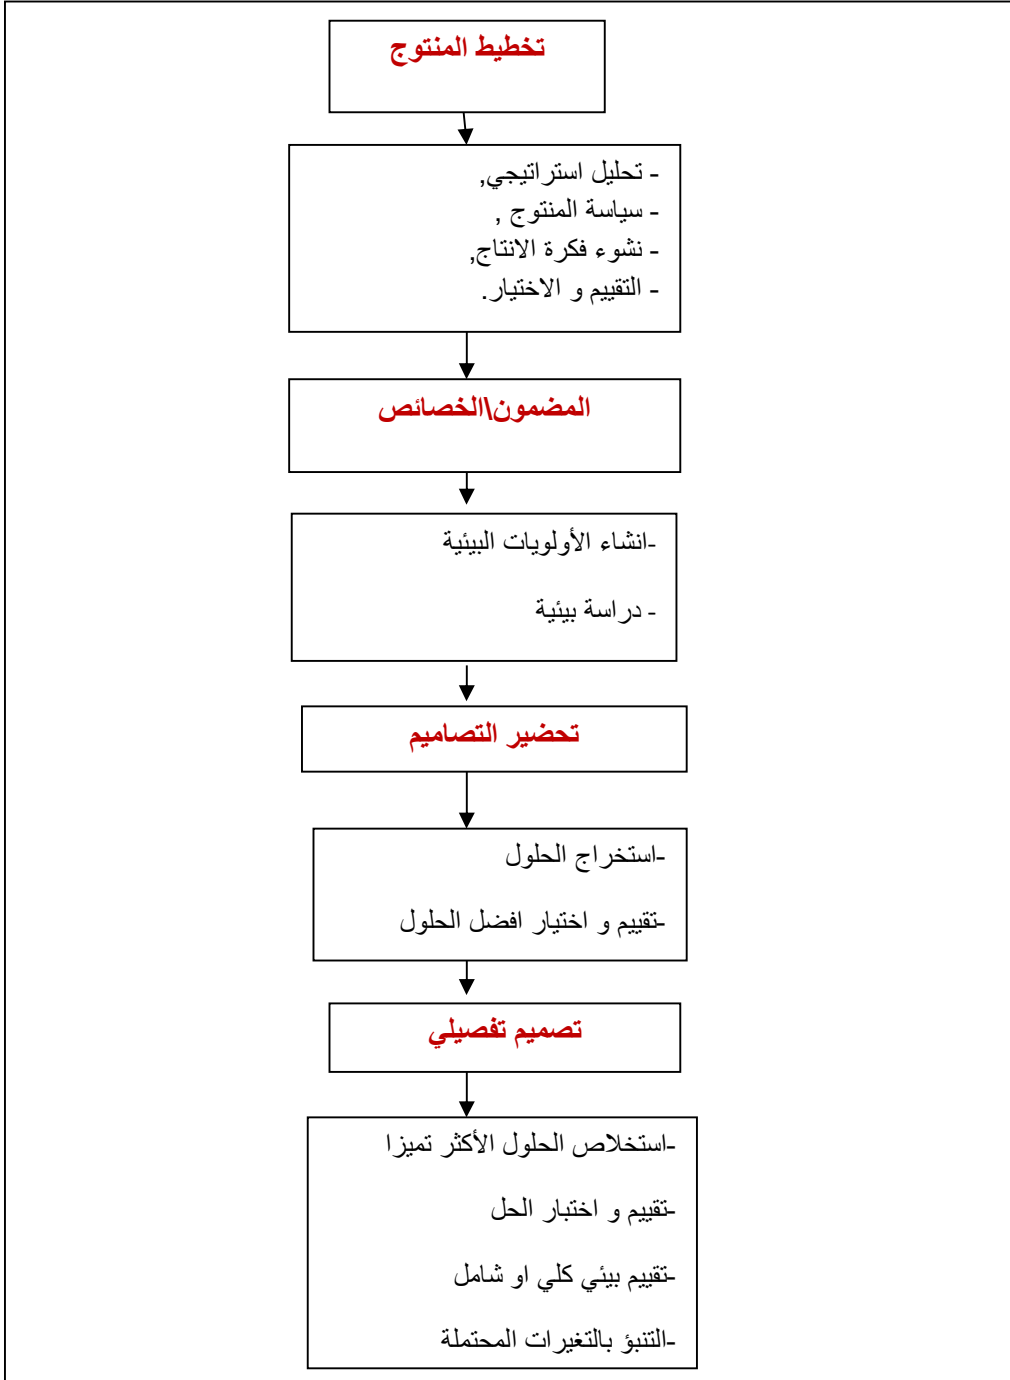 تخطيط المنتوج
- تحليل استراتيجي,
- سياسة المنتوج ,
- نشوء فكرة الانتاج,
- التقييم و الاختيار.
المضمون\الخصائص
-انشاء الأولويات البيئية
- دراسة بيئية
تحضير التصاميم
-استخراج الحلول
-تقييم و اختيار افضل الحلول
تصميم تفصيلي
-استخلاص الحلول الأكثر تميزا
-تقييم و اختبار الحل
-تقييم بيئي كلي او شامل
-التنبؤ بالتغيرات المحتملة